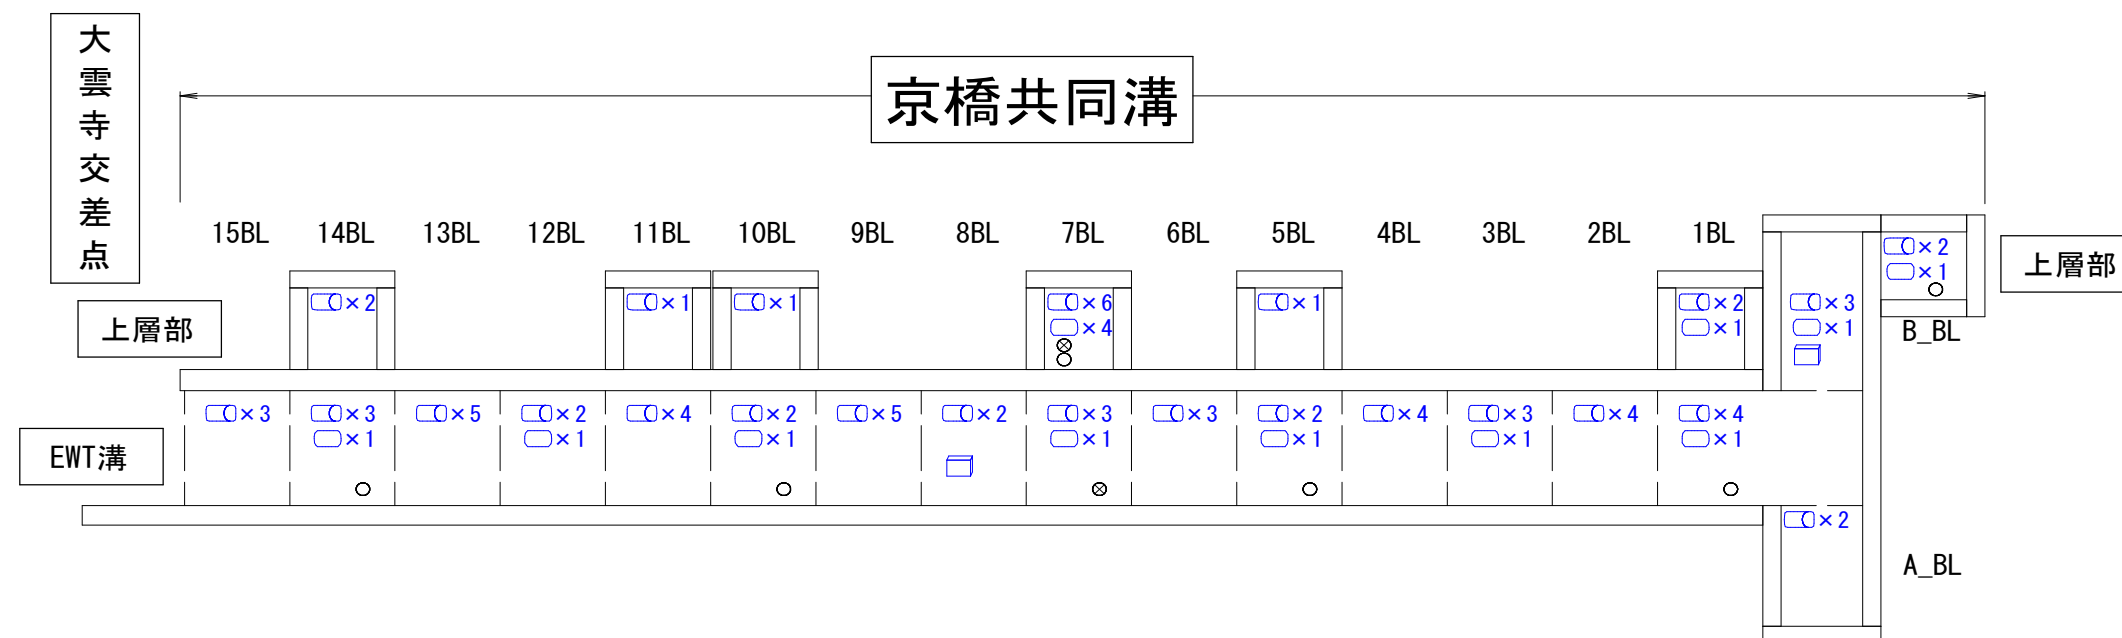 大雲寺交差点
京橋共同溝
15BL 14BL 13BL 12BL 11BL 10BL 9BL 8BL 7BL 6BL 5BL 4BL 3BL 2BL 1BL
上層部
×2 ×1 ×1 ×6 ×1 ×2 ×3 ×2
×4 ×1 ×1 ×1
上層部
B_BL
EWT溝
×3 ×3 ×5 ×2 ×4 ×2 ×5 ×2 ×3 ×3 ×2 ×4 ×3 ×4 ×4
×1 ×1 ×1 ×1 ×1 ×1 ×1
×2
A_BL